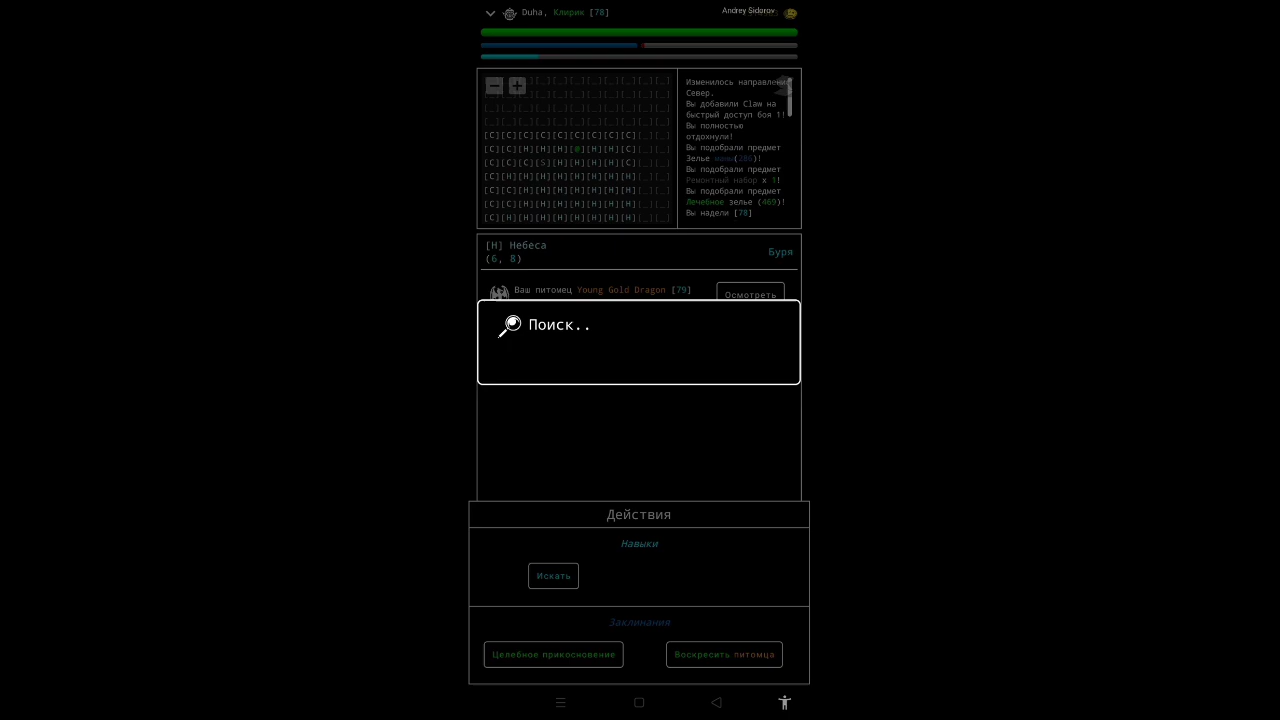 Duha, Клирик [78]
Andrey Sidorov
[_][_][_][_][_][_][_][_]
[_][_][_][_][_][_][_][_][_][_][_]
[_][_][_][_][_][_][_][_][_][_][_]
[_][_][_][_][_][_][_][_][_][_][_]
[C][C][C][C][C][C][C][C][C][_][_]
[C][C][H][H][H][@][H][H][C][_][_]
[C][C][C][S][H][H][H][H][C][_][_]
[C][H][H][H][H][H][H][H][H][_][_]
[C][C][H][H][H][H][H][H][H][_][_]
[C][C][C][H][H][H][H][H][H][_][_]
[C][H][H][H][H][H][H][H][H][_][_]
Изменилось направлени
Север.
Вы добавили Claw на
быстрый доступ боя 1!
Вы полностью
отдохнули!
Вы подобрали предмет
Зелье маны(286)!
Вы подобрали предмет
Ремонтный набор x 1!
Вы подобрали предмет
Лечебное зелье (469)!
Вы надели [78]
[Н] Небеса
(6, 8)
Буря
Ваш питомец Young Gold Dragon [79]
Осмотреть
Поиск..
Действия
Навыки
Искать
Заклинания
Целебное прикосновение
Воскресить питомца